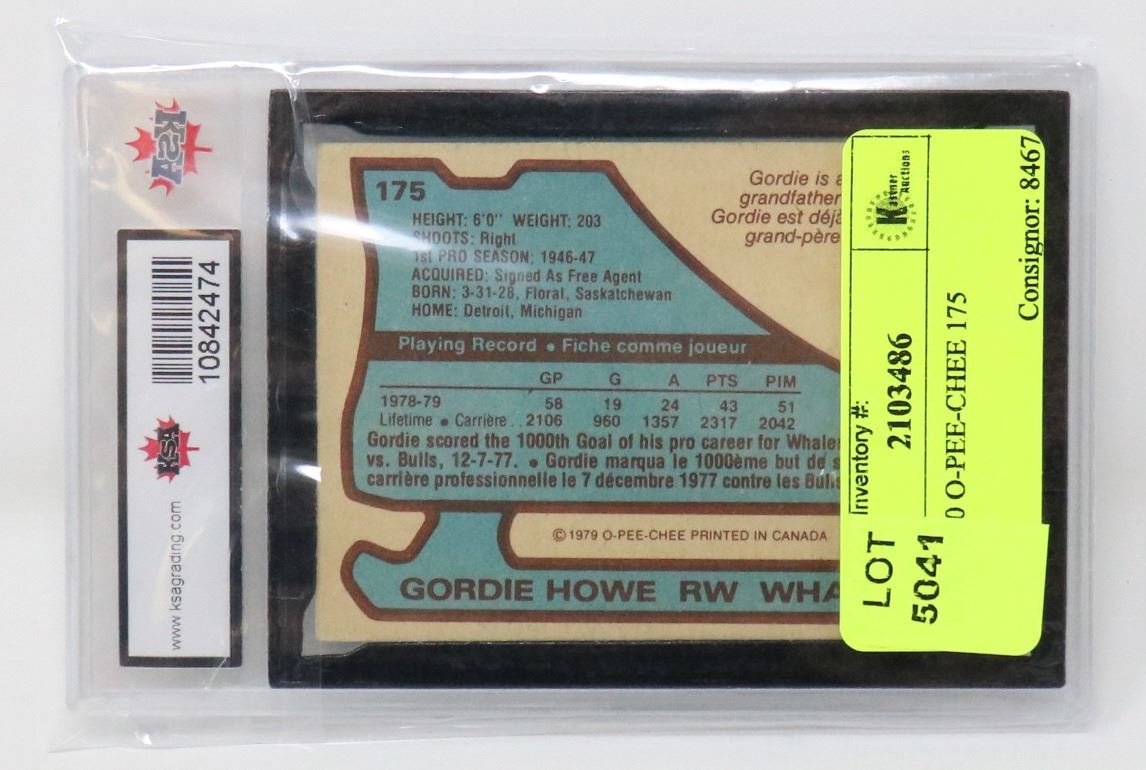 KSA
10842474
KSA
www.ksagrading.com
175
HEIGHT: 6'0" WEIGHT: 203
SHOOTS: Right
1st PRO SEASON: 1946-47
ACQUIRED: Signed As Free Agent
BORN: 3-31-28, Floral, Saskatchewan
HOME: Detroit, Michigan
Gordie is a
grandfather
Gordie est déjà
grand-père
Playing Record • Fiche comme joueur
GP G A PTS PIM
1978-79 58 19 24 43 51
Lifetime • Carrière .. 2106 960 1357 2317 2042
Gordie scored the 1000th Goal of his pro career for Whale
vs. Bulls, 12-7-77. • Gordie marqua le 1000ème but de s
carrière professionnelle le 7 décembre 1977 contre les Bulls
© 1979 O-PEE-CHEE PRINTED IN CANADA
GORDIE HOWE RW WHA
Kastner
Auctions
Consignor: 8467
Inventory #:
2103486
0 O-PEE-CHEE 175
LOT
5041